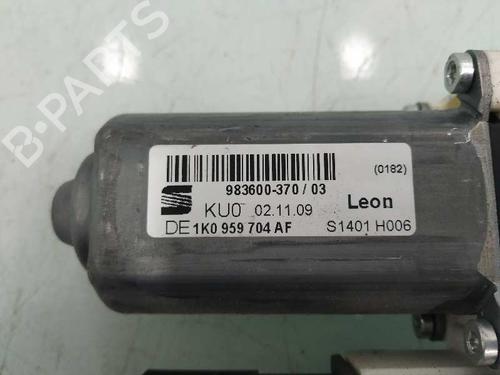 B-PARTS
(0182)
983600-370 / 03
Leon
KU0 02.11.09
DE 1K0 959 704 AF
S1401 H006